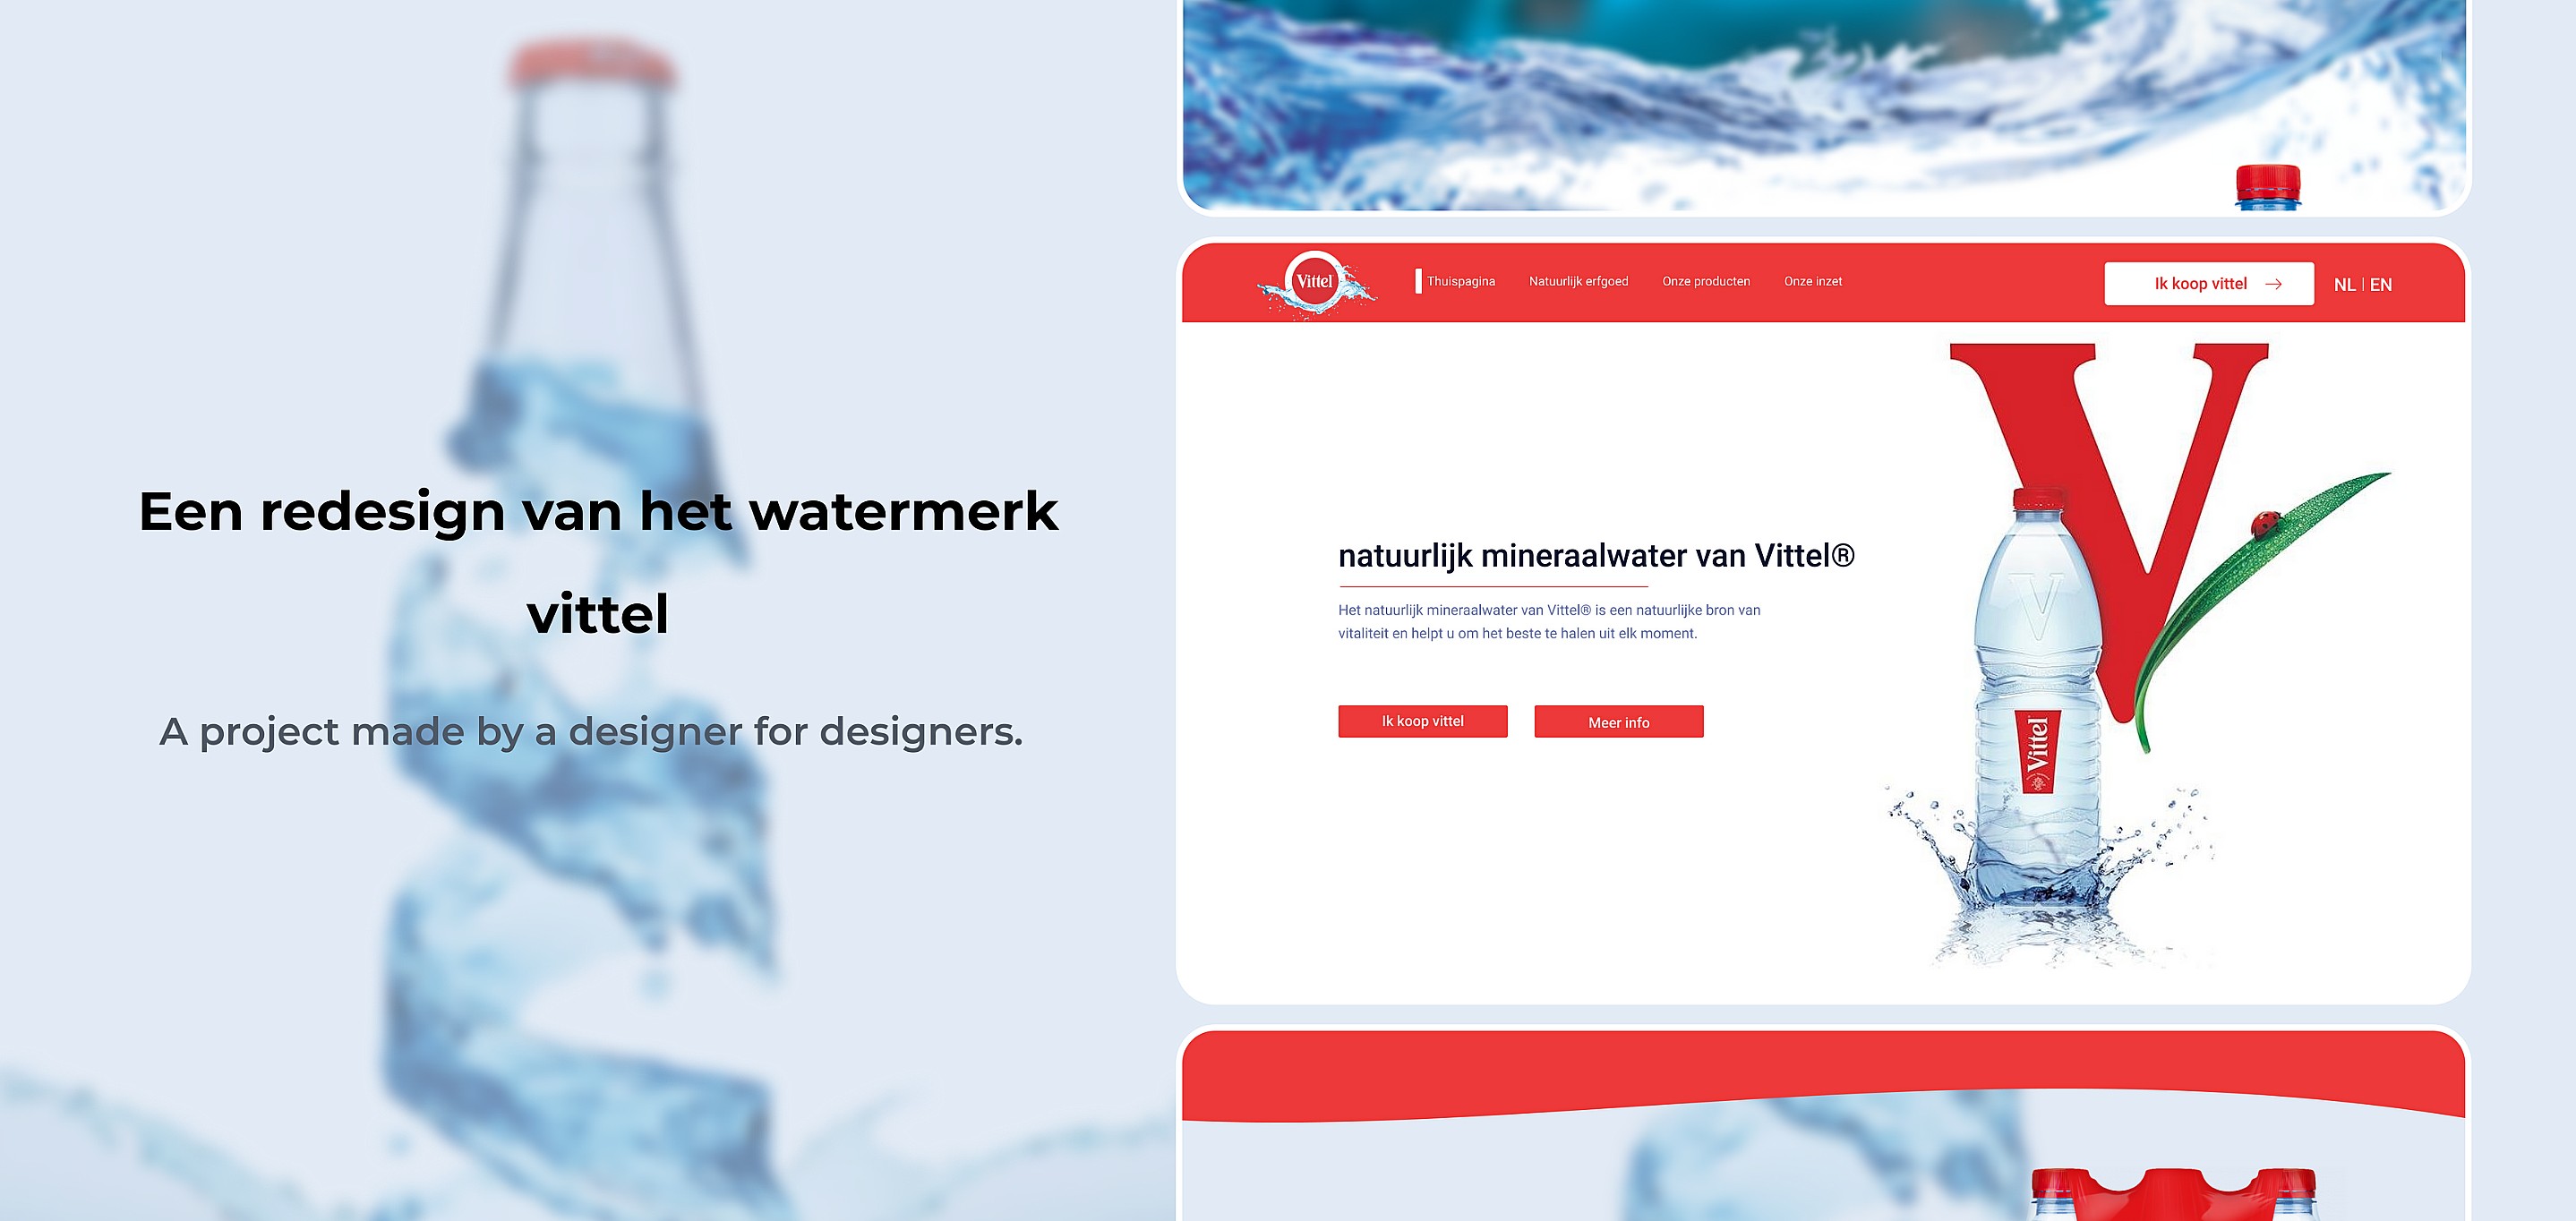 Een redesign van het watermerk
vittel
A project made by a designer for designers.
Vittel
Thuispagina
Natuurlijk erfgoed
Onze producten
Onze inzet
Ik koop vittel →
NL | EN
V
natuurlijk mineraalwater van Vittel®
Het natuurlijk mineraalwater van Vittel® is een natuurlijke bron van
vitaliteit en helpt u om het beste te halen uit elk moment.
Ik koop vittel
Meer info
V
Vittel